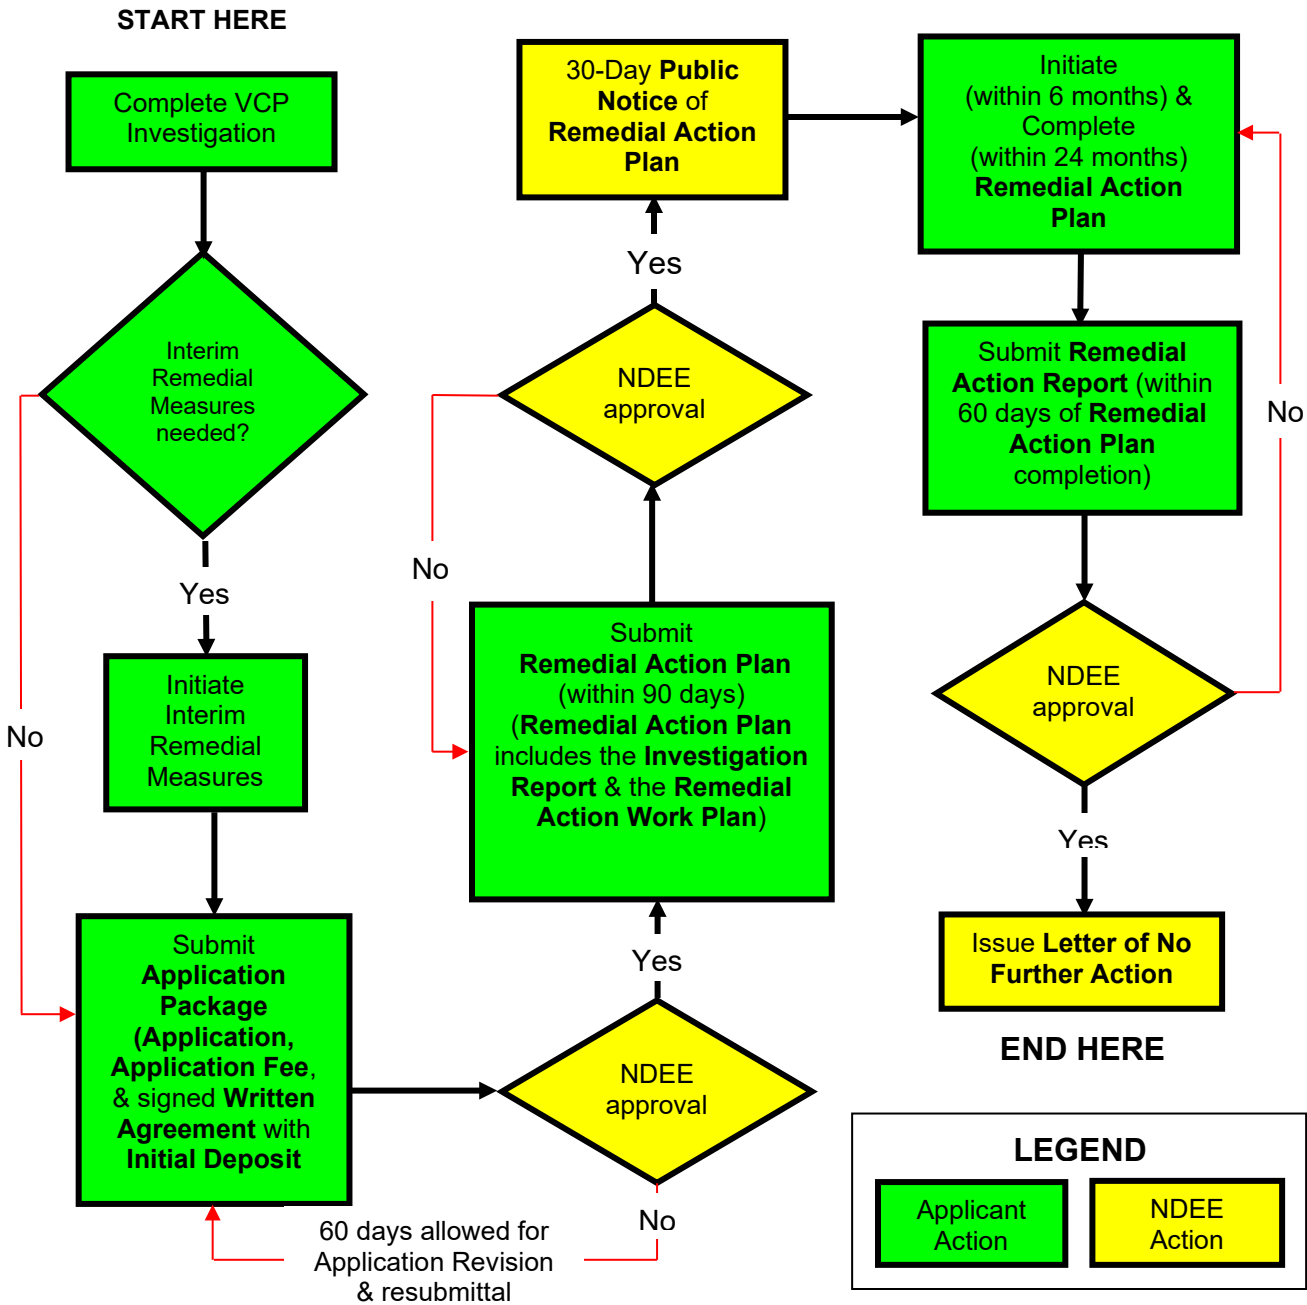 START HERE
Complete VCP
Investigation
Interim
Remedial
Measures
needed?
No
Yes
Initiate
Interim
Remedial
Measures
Submit
Application
Package
(Application,
Application Fee,
& signed Written
Agreement with
Initial Deposit
NDEE
approval
No
60 days allowed for
Application Revision
& resubmittal
Yes
Submit
Remedial Action Plan
(within 90 days)
(Remedial Action Plan
includes the Investigation
Report & the Remedial
Action Work Plan)
NDEE
approval
No
Yes
30-Day Public
Notice of
Remedial Action
Plan
Initiate
(within 6 months) &
Complete
(within 24 months)
Remedial Action
Plan
Submit Remedial
Action Report (within
60 days of Remedial
Action Plan
completion)
NDEE
approval
No
Yes
Issue Letter of No
Further Action
END HERE
LEGEND
Applicant
Action
NDEE
Action